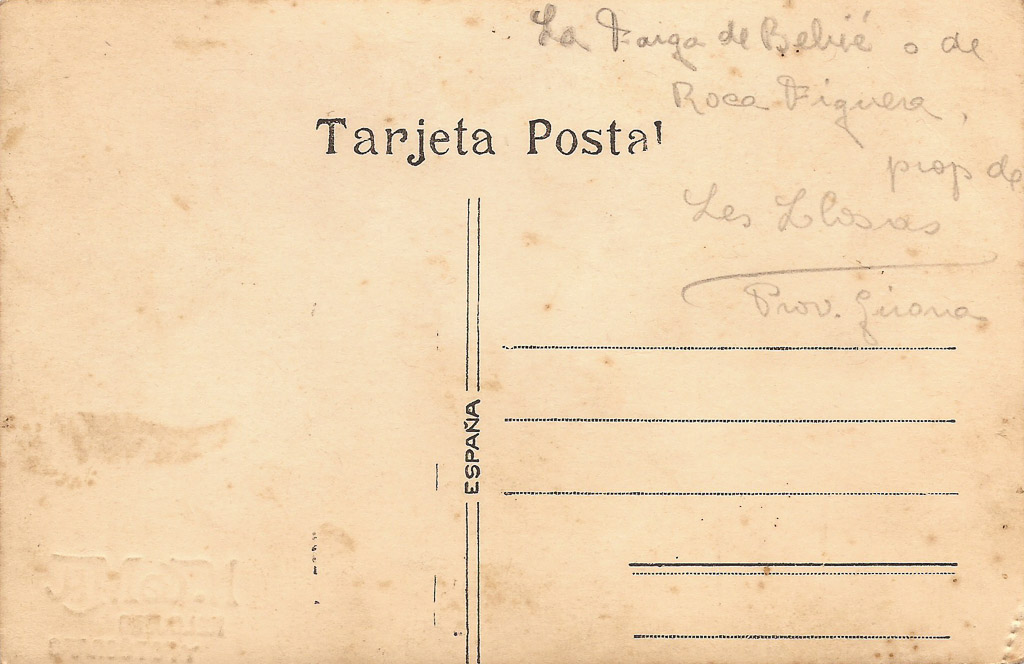 La Farga de Bebié o de
Roca Figuera,
prop de
Les Llosas
Prov. Girona
Tarjeta Postal
ESPAÑA